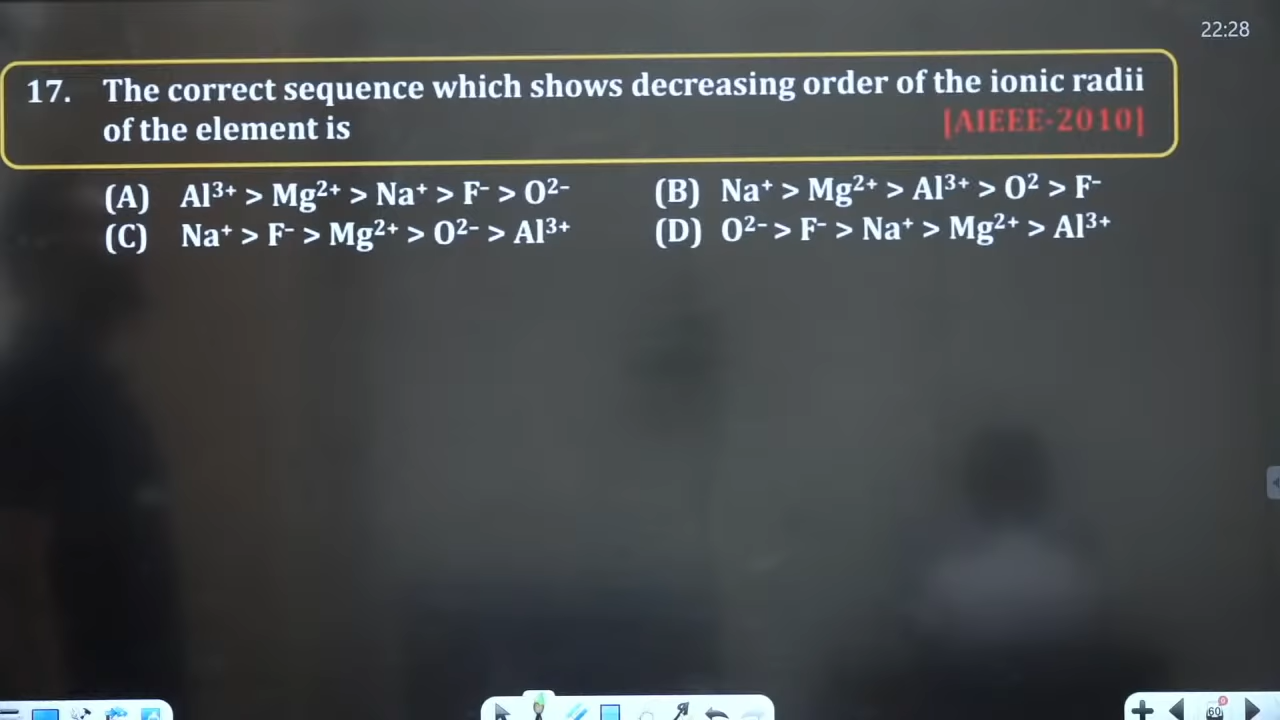 22:28
17. The correct sequence which shows decreasing order of the ionic radii
of the element is [AIEEE-2010]
(A) Al³⁺ > Mg²⁺ > Na⁺ > F⁻ > O²⁻ (B) Na⁺ > Mg²⁺ > Al³⁺ > O² > F⁻
(C) Na⁺ > F⁻ > Mg²⁺ > O²⁻ > Al³⁺ (D) O²⁻ > F⁻ > Na⁺ > Mg²⁺ > Al³⁺
60